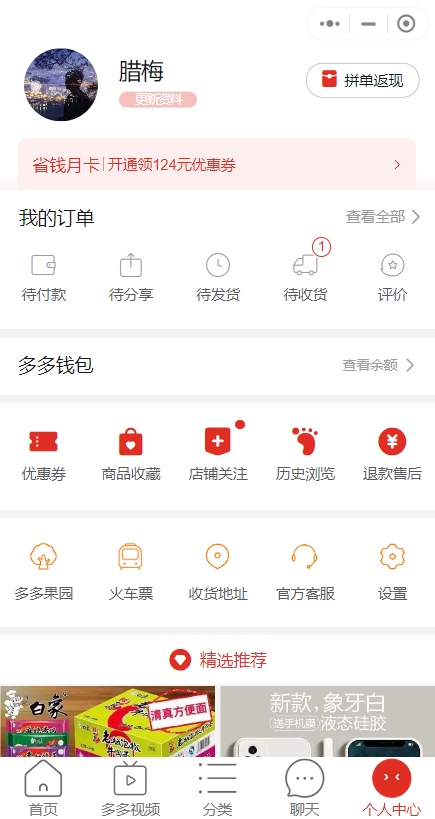 腊梅
更新资料
拼单返现
省钱月卡 | 开通领124元优惠券
我的订单 查看全部
1
待付款 待分享 待发货 待收货 评价
多多钱包 查看余额
优惠券 商品收藏 店铺关注 历史浏览 退款售后
多多果园 火车票 收货地址 官方客服 设置
精选推荐
白象
清真方便面
新款，象牙白
送手机膜 液态硅胶
首页 多多视频 分类 聊天 个人中心